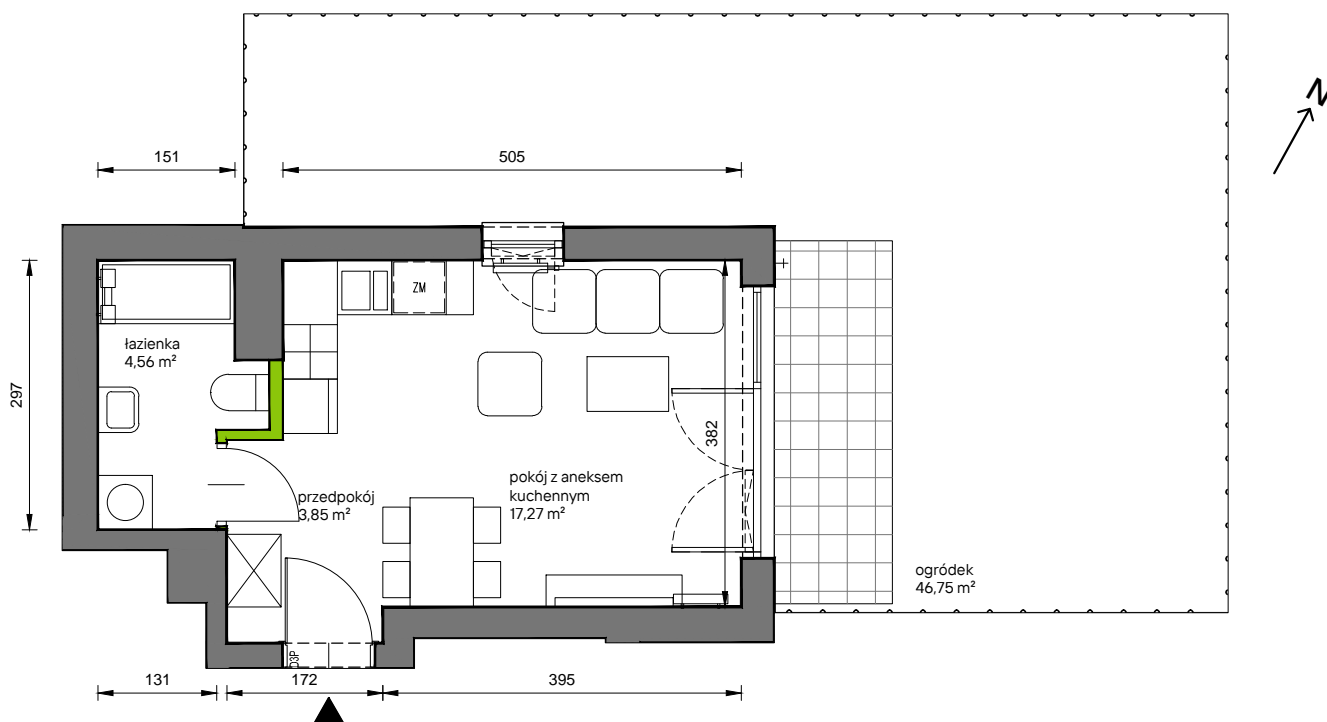 N
151
505
ZM
łazienka
4,56 m²
297
382
pokój z aneksem
kuchennym
17,27 m²
przedpokój
3,85 m²
ogródek
46,75 m²
D3P
131
172
395